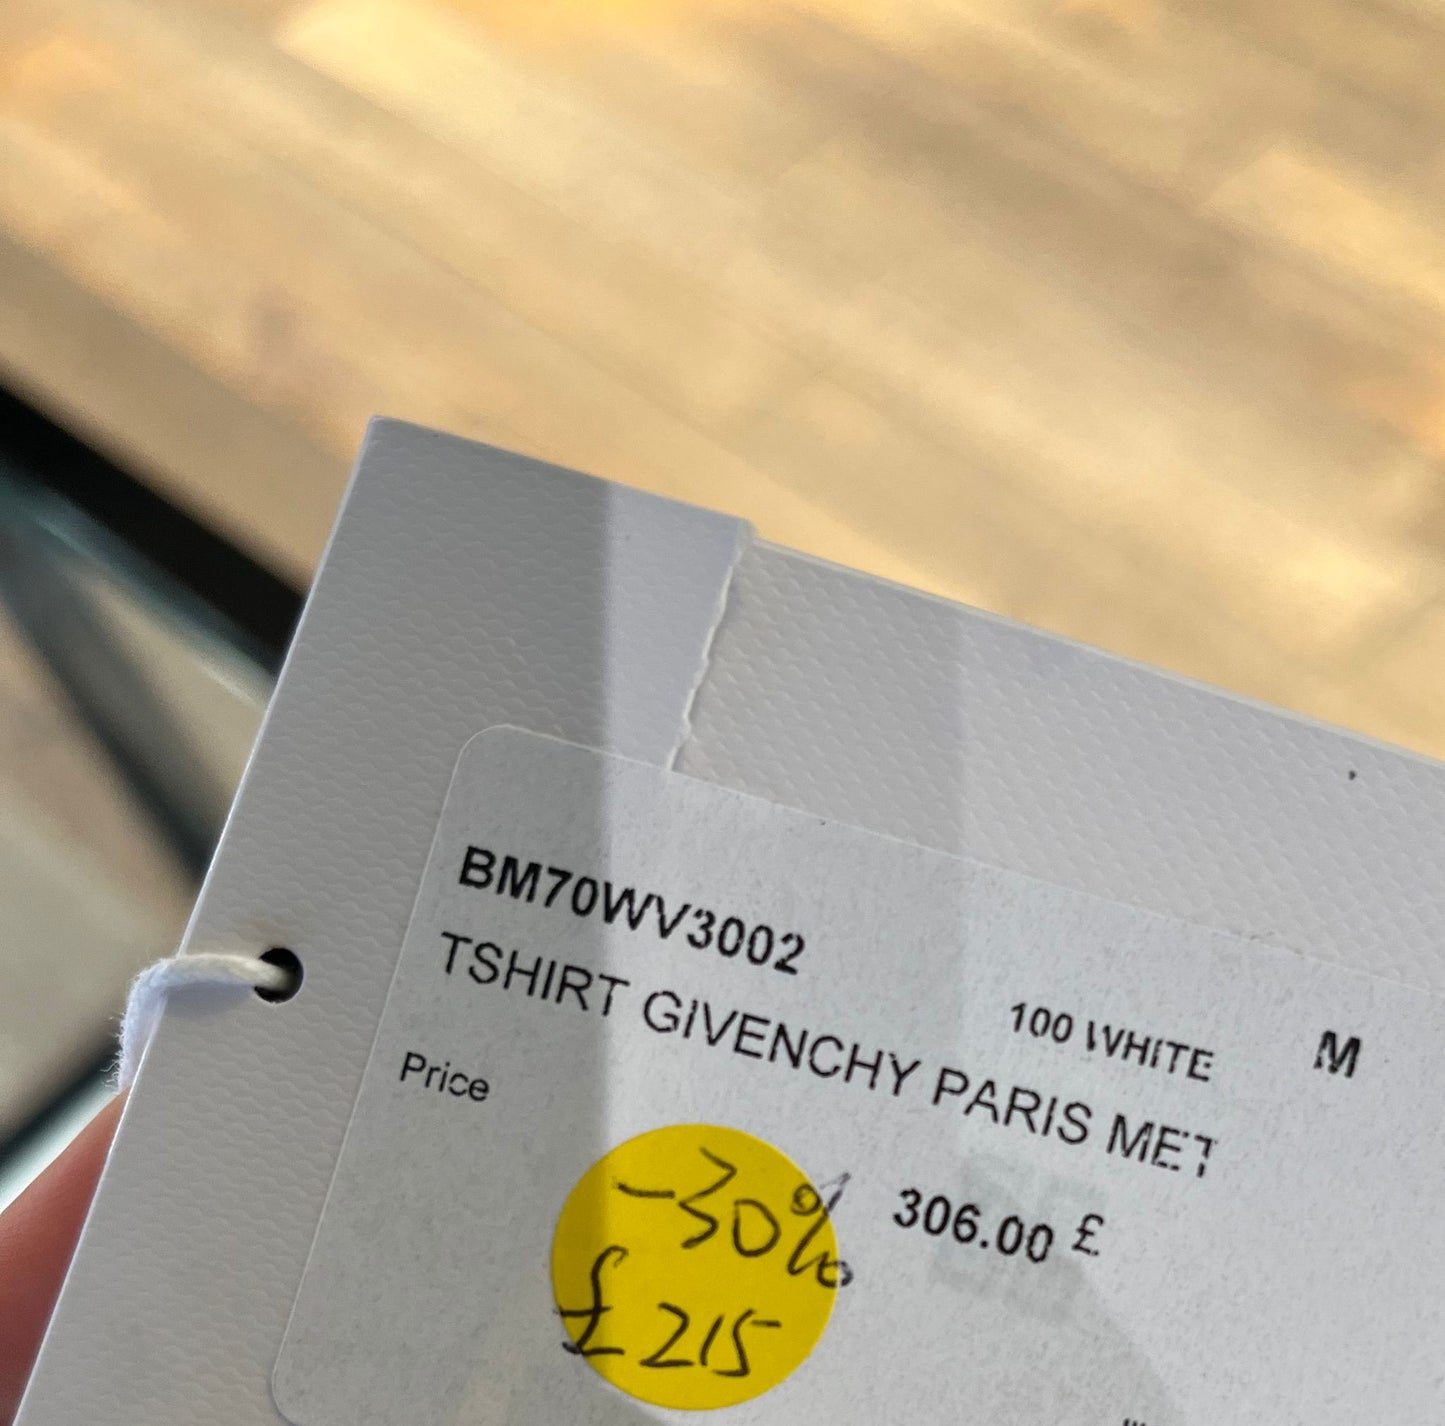 BM70WV3002
100 WHITE M
TSHIRT GIVENCHY PARIS MET
Price
306.00 £
-30%
£215